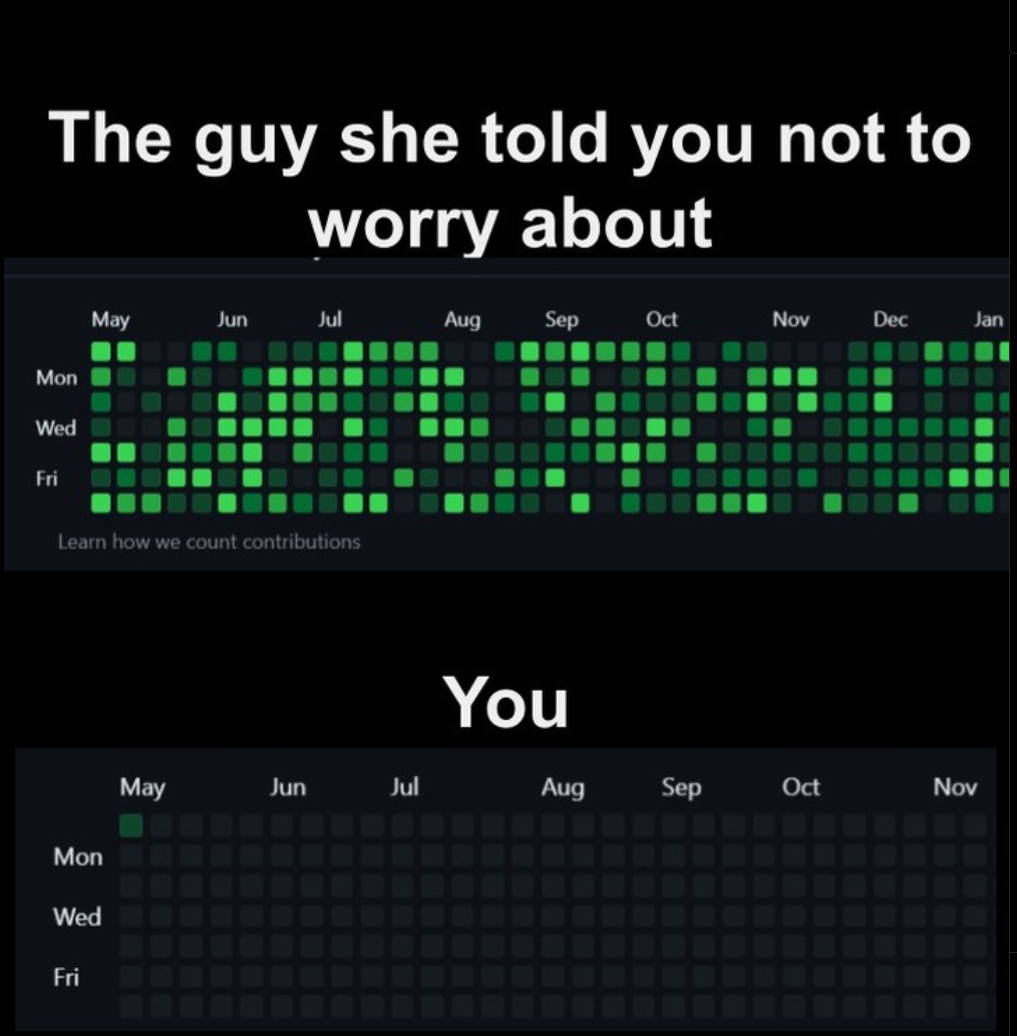 The guy she told you not to
worry about
May Jun Jul Aug Sep Oct Nov Dec Jan
Mon
Wed
Fri
Learn how we count contributions
You
May Jun Jul Aug Sep Oct Nov
Mon
Wed
Fri